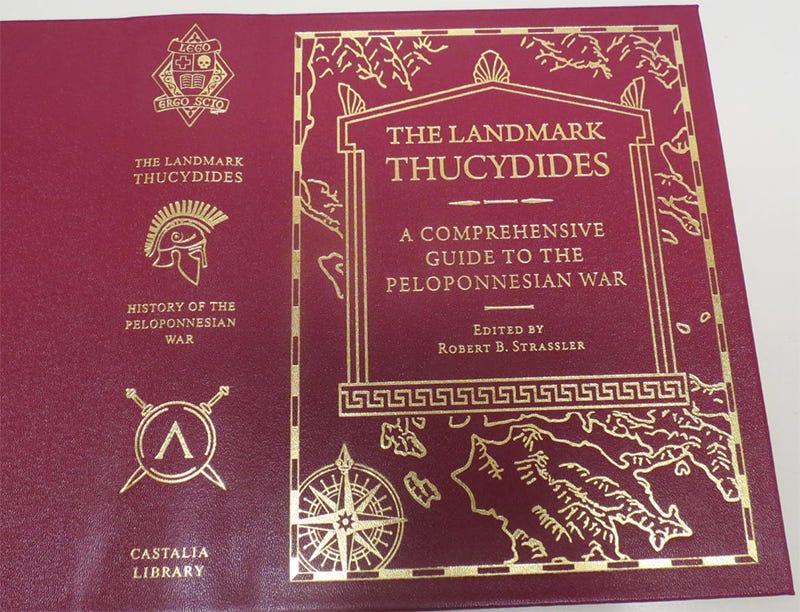 LEGO
ERGO SCIO
THE LANDMARK
THUCYDIDES
HISTORY OF THE
PELOPONNESIAN
WAR
Λ
CASTALIA
LIBRARY
THE LANDMARK
THUCYDIDES
A COMPREHENSIVE
GUIDE TO THE
PELOPONNESIAN WAR
EDITED BY
ROBERT B. STRASSLER